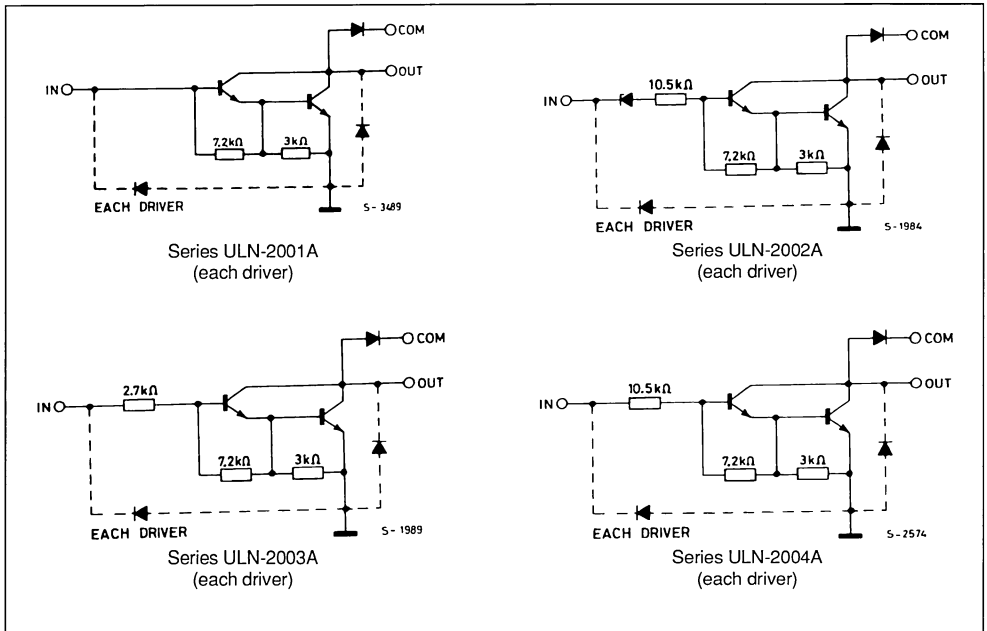 COM
OUT
IN
7.2kΩ
3kΩ
EACH DRIVER
S-3489
Series ULN-2001A
(each driver)
COM
OUT
10.5kΩ
IN
7.2kΩ
3kΩ
EACH DRIVER
S-1984
Series ULN-2002A
(each driver)
COM
OUT
2.7kΩ
IN
7.2kΩ
3kΩ
EACH DRIVER
S-1989
Series ULN-2003A
(each driver)
COM
OUT
10.5kΩ
IN
7.2kΩ
3kΩ
EACH DRIVER
S-2574
Series ULN-2004A
(each driver)